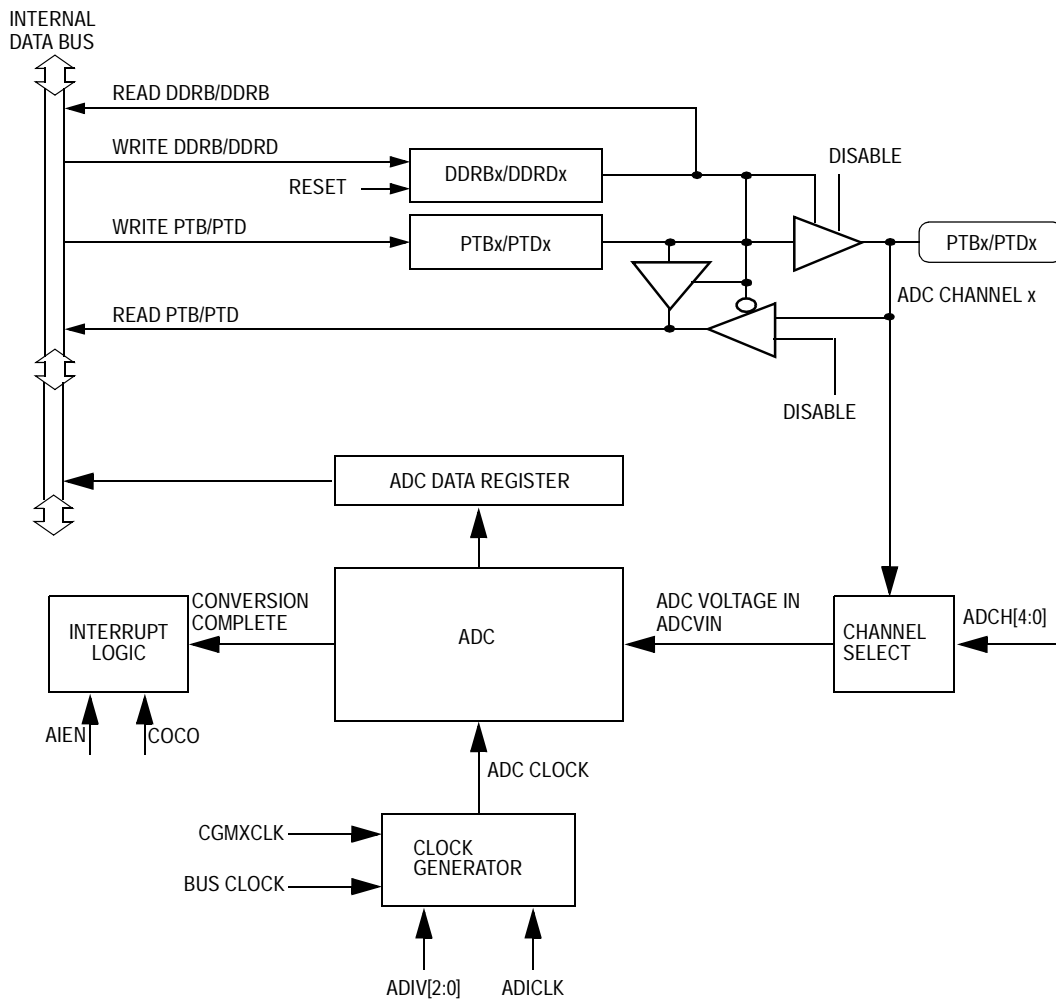 INTERNAL
DATA BUS
READ DDRB/DDRB
WRITE DDRB/DDRD
DISABLE
RESET
DDRBx/DDRDx
WRITE PTB/PTD
PTBx/PTDx
PTBx/PTDx
ADC CHANNEL x
READ PTB/PTD
DISABLE
ADC DATA REGISTER
CONVERSION
COMPLETE
INTERRUPT
LOGIC
ADC
ADC VOLTAGE IN
ADCVIN
CHANNEL
SELECT
ADCH[4:0]
AIEN
COCO
ADC CLOCK
CGMXCLK
CLOCK
GENERATOR
BUS CLOCK
ADIV[2:0]
ADICLK